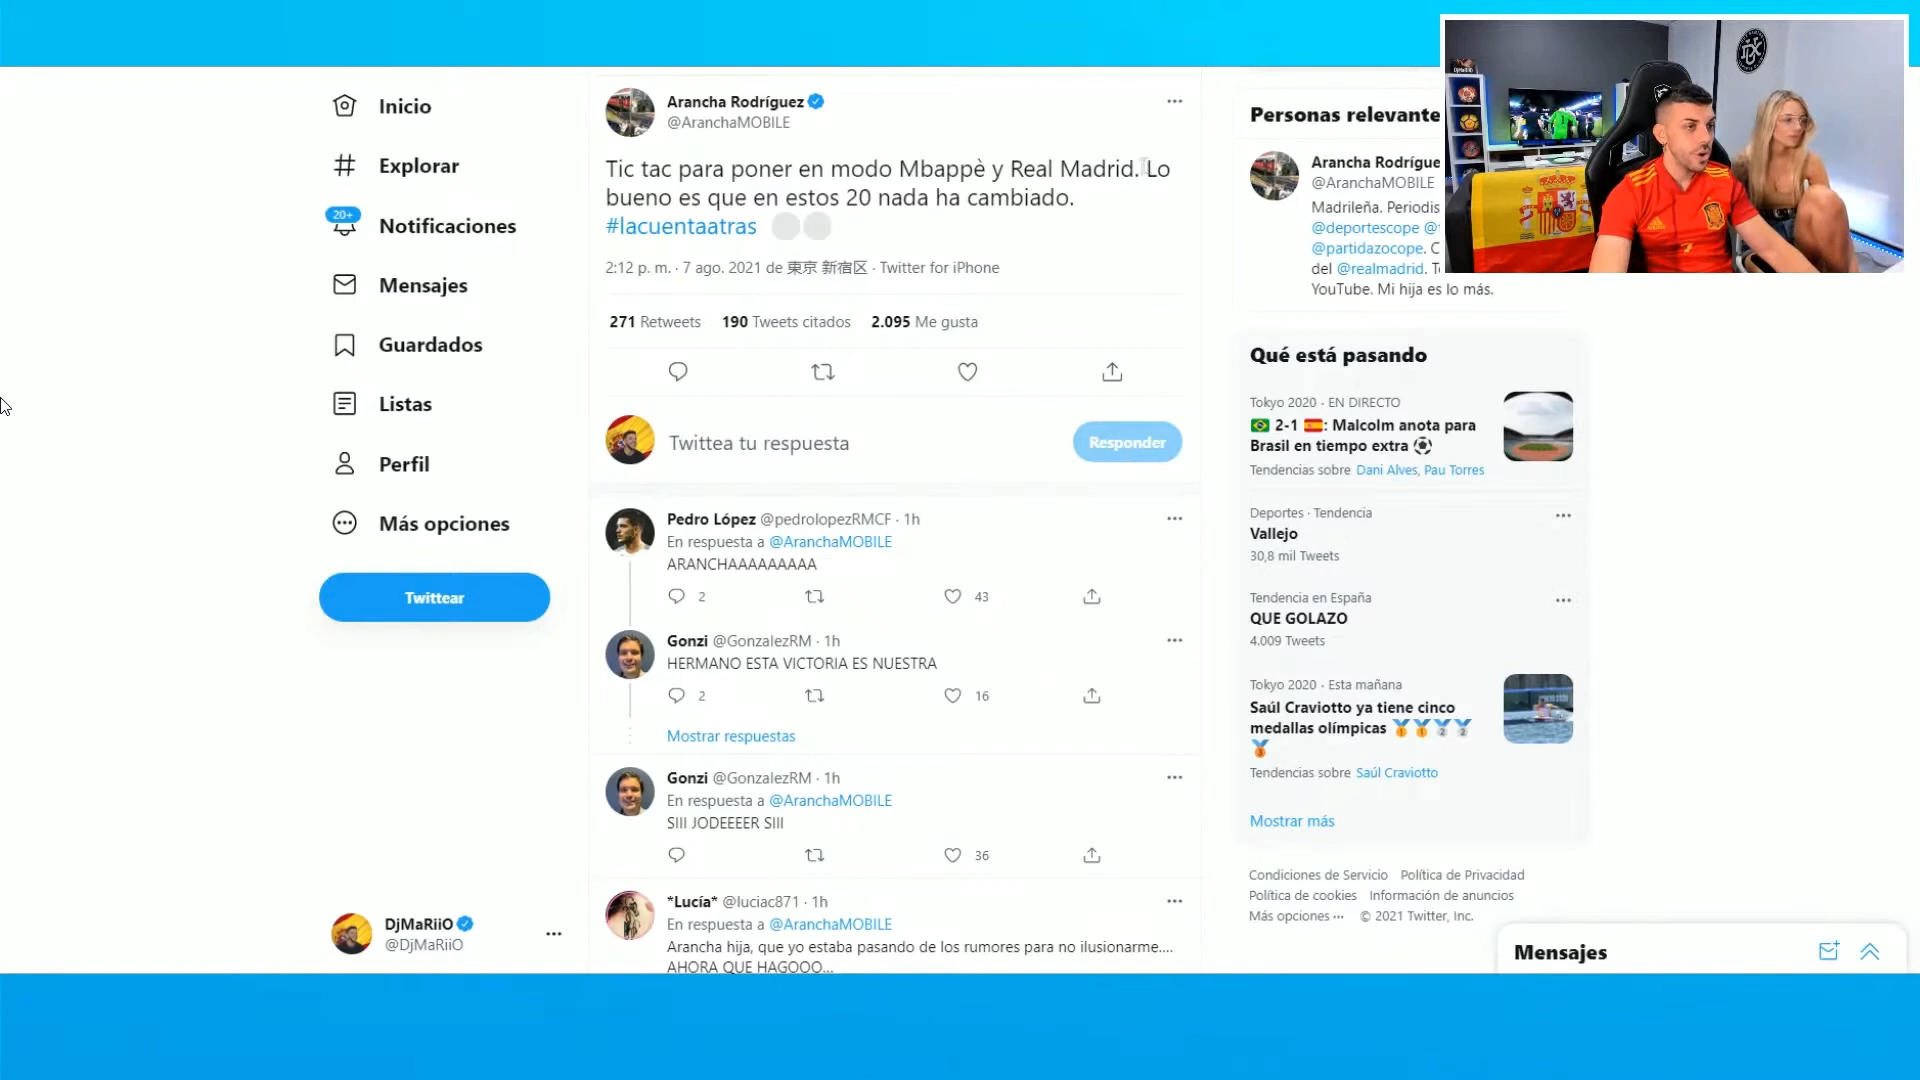 Inicio
Explorar
20+
Notificaciones
Mensajes
Guardados
Listas
Perfil
Más opciones
Twittear
DjMaRiiO
@DjMaRiiO
Arancha Rodríguez
@AranchaMOBILE
Tic tac para poner en modo Mbappè y Real Madrid. Lo
bueno es que en estos 20 nada ha cambiado.
#lacuentaatras
2:12 p. m. · 7 ago. 2021 de 東京 新宿区 · Twitter for iPhone
271 Retweets 190 Tweets citados 2.095 Me gusta
Twittea tu respuesta
Responder
Pedro López @pedrolopezRMCF · 1h
En respuesta a @AranchaMOBILE
ARANCHAAAAAAAAA
2 43
Gonzi @GonzalezRM · 1h
HERMANO ESTA VICTORIA ES NUESTRA
2 16
Mostrar respuestas
Gonzi @GonzalezRM · 1h
En respuesta a @AranchaMOBILE
SIII JODEEEER SIII
36
*Lucía* @luciac871 · 1h
En respuesta a @AranchaMOBILE
Arancha hija, que yo estaba pasando de los rumores para no ilusionarme....
AHORA QUE HAGOOO...
Personas relevante
Arancha Rodrígue
@AranchaMOBILE
Madrileña. Periodis
@deportescope
@partidazocope. C
del @realmadrid. T
YouTube. Mi hija es lo más.
Qué está pasando
Tokyo 2020 · EN DIRECTO
2-1 : Malcolm anota para
Brasil en tiempo extra
Tendencias sobre Dani Alves, Pau Torres
Deportes · Tendencia
Vallejo
30,8 mil Tweets
Tendencia en España
QUE GOLAZO
4.009 Tweets
Tokyo 2020 · Esta mañana
Saúl Craviotto ya tiene cinco
medallas olímpicas
Tendencias sobre Saúl Craviotto
Mostrar más
Condiciones de Servicio Política de Privacidad
Política de cookies Información de anuncios
Más opciones ··· © 2021 Twitter, Inc.
Mensajes